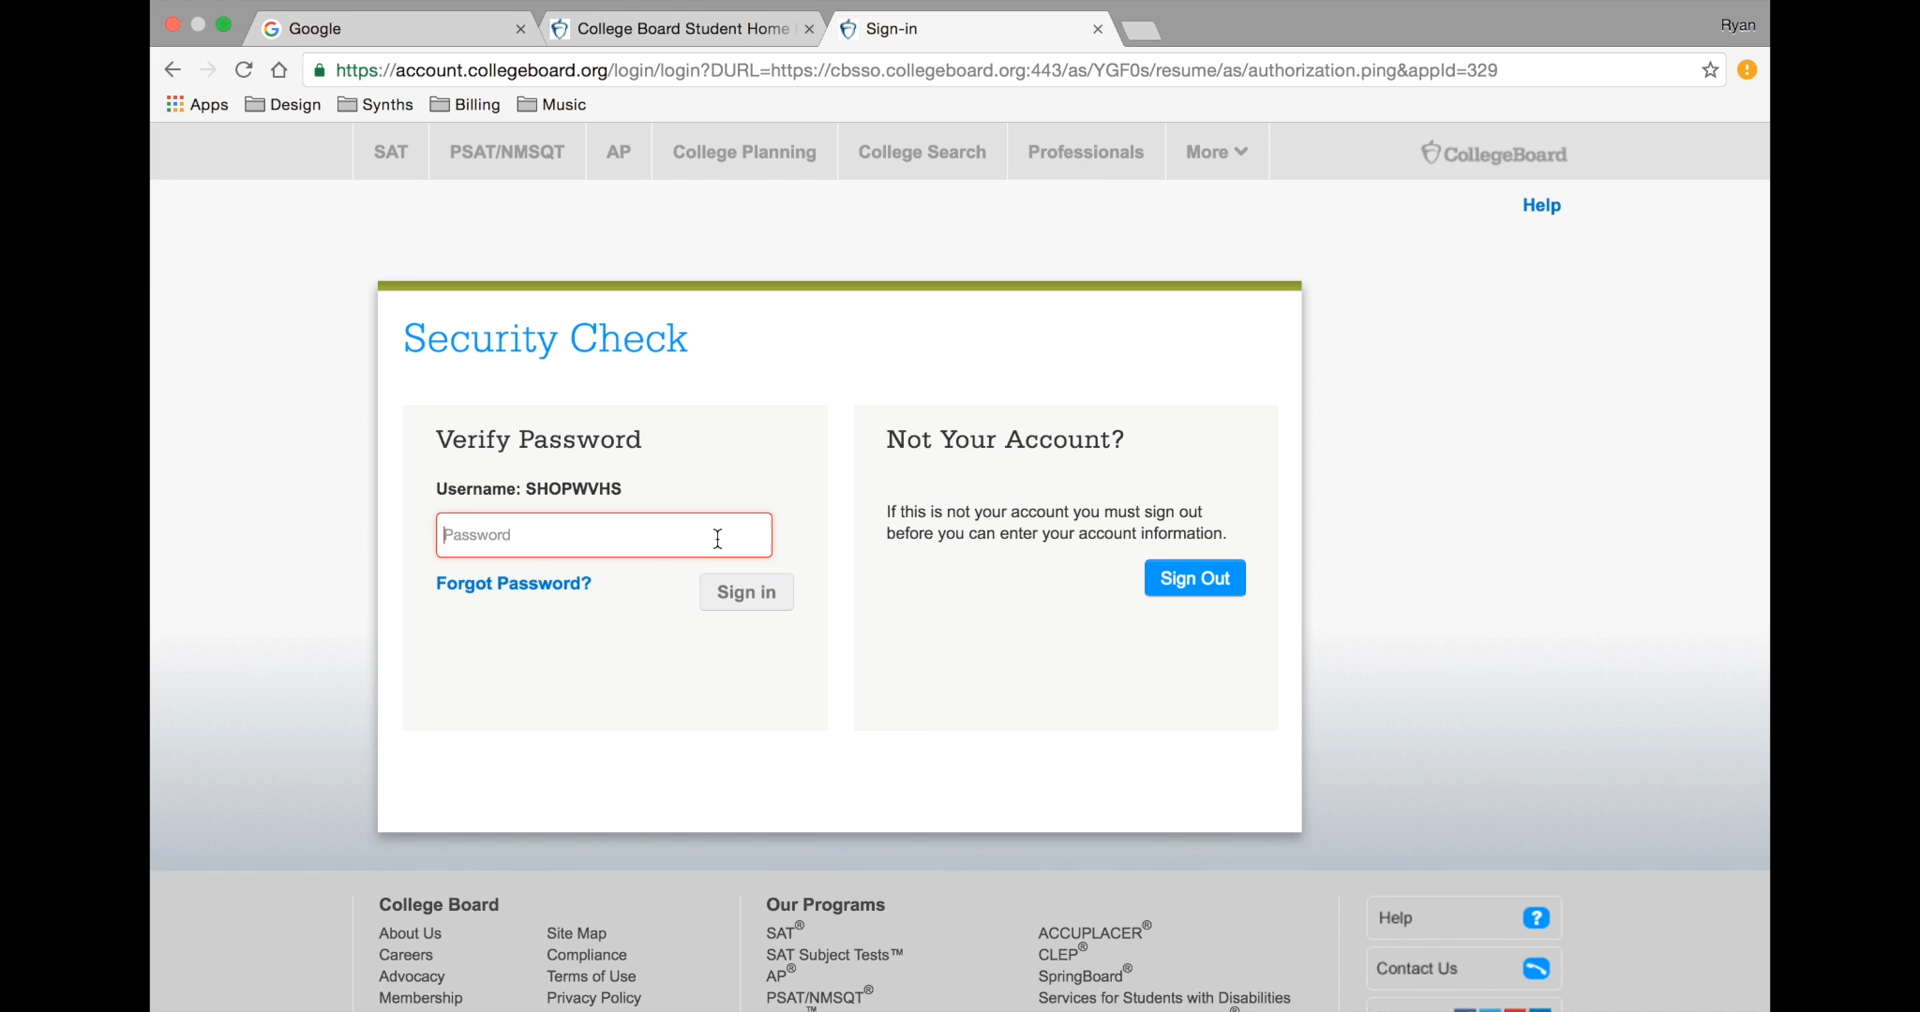 Google
College Board Student Home
Sign-in
Ryan
https://account.collegeboard.org/login/login?DURL=https://cbsso.collegeboard.org:443/as/YGF0s/resume/as/authorization.ping&appId=329
Apps
Design
Synths
Billing
Music
SAT
PSAT/NMSQT
AP
College Planning
College Search
Professionals
More
CollegeBoard
Help
Security Check
Verify Password
Username: SHOPWVHS
Password
Forgot Password?
Sign in
Not Your Account?
If this is not your account you must sign out
before you can enter your account information.
Sign Out
College Board
About Us
Careers
Advocacy
Membership
Site Map
Compliance
Terms of Use
Privacy Policy
Our Programs
SAT®
SAT Subject Tests™
AP®
PSAT/NMSQT®
ACCUPLACER®
CLEP®
SpringBoard®
Services for Students with Disabilities
Help ?
Contact Us